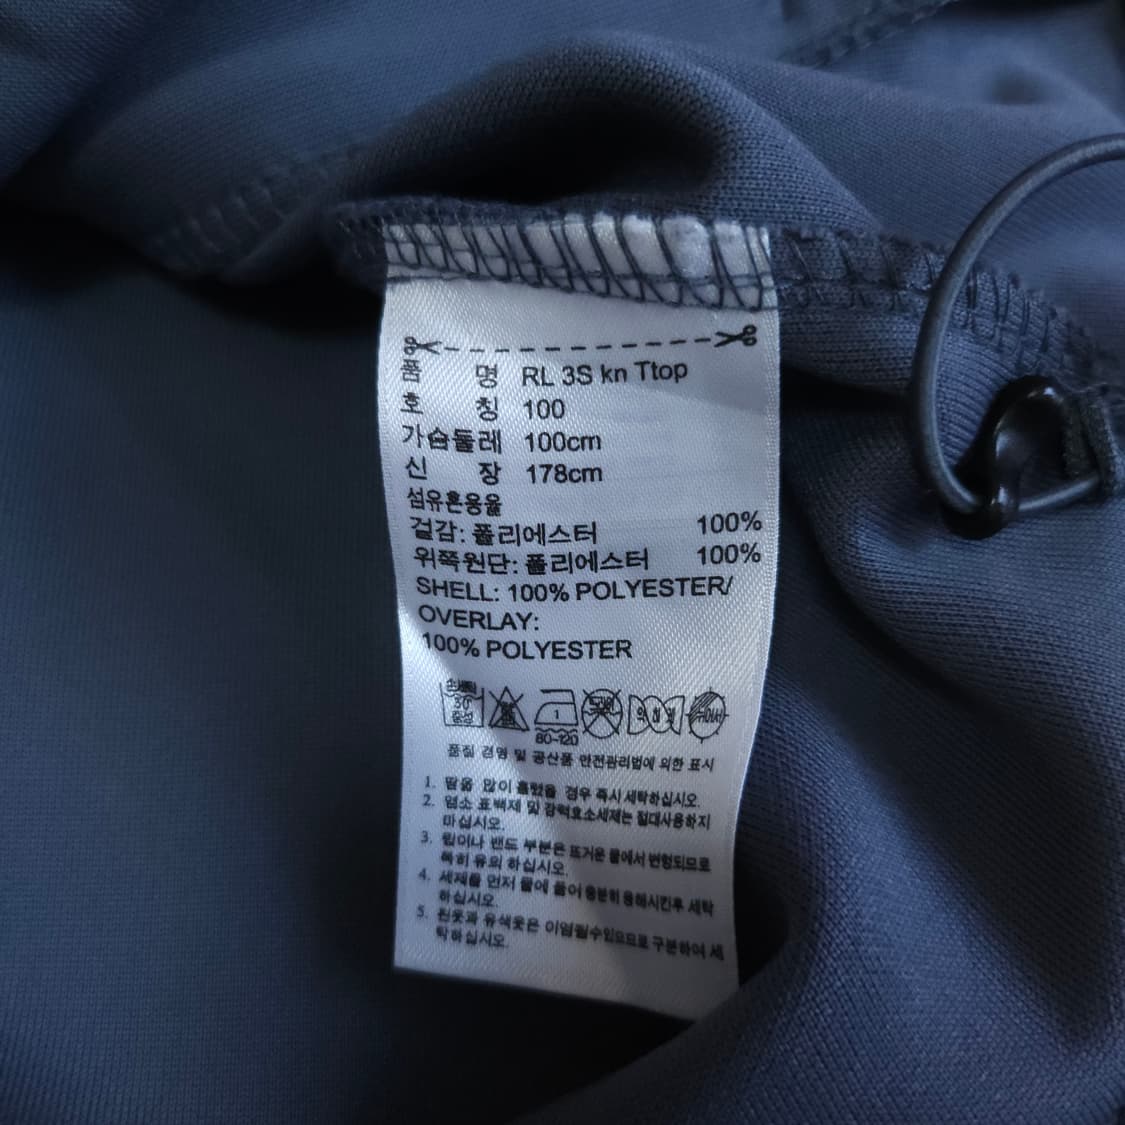 품 명 RL 3S kn Ttop
호 칭 100
가슴둘레 100cm
신 장 178cm
섬유혼용율
겉감: 폴리에스터 100%
위쪽원단: 폴리에스터 100%
SHELL: 100% POLYESTER/
OVERLAY:
100% POLYESTER
손세탁
30
중성
1
80-120
품질 경영 및 공산품 안전관리법에 의한 표시
1. 땀을 많이 흘렸을 경우 즉시 세탁하십시오.
2. 염소 표백제 및 강력효소세제는 절대사용하지
마십시오.
3. 립이나 밴드 부분은 뜨거운 물에서 변형되므로
특히 유의 하십시오.
4. 세제를 먼저 물에 풀어 충분히 용해시킨후 세탁
하십시오.
5. 흰옷과 유색옷은 이염될수있으므로 구분하여 세
탁하십시오.